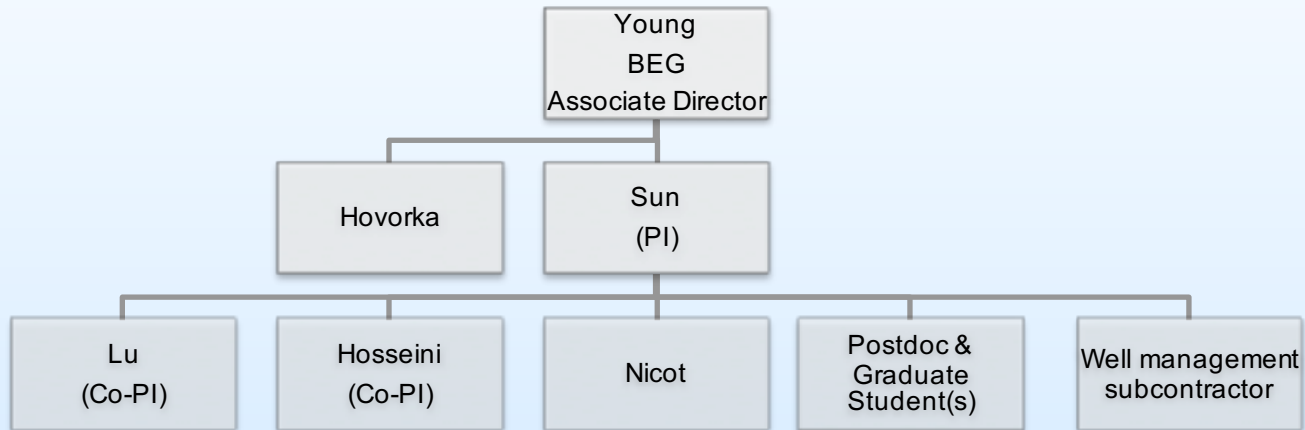 Young
BEG
Associate Director
Hovorka
Sun
(PI)
Lu
(Co-PI)
Hosseini
(Co-PI)
Nicot
Postdoc &
Graduate
Student(s)
Well management
subcontractor